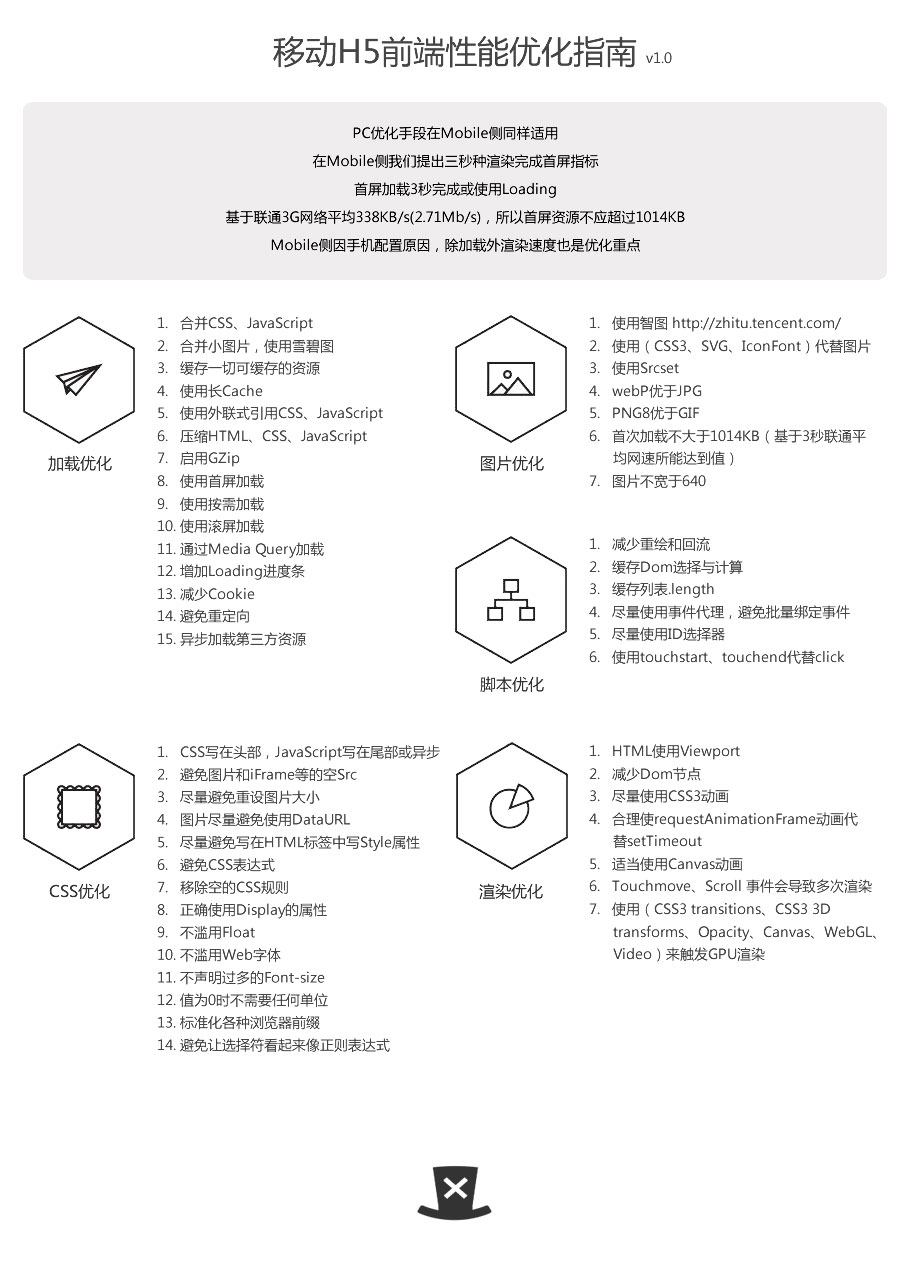 移动H5前端性能优化指南 v1.0
PC优化手段在Mobile侧同样适用
在Mobile侧我们提出三秒种渲染完成首屏指标
首屏加载3秒完成或使用Loading
基于联通3G网络平均338KB/s(2.71Mb/s)，所以首屏资源不应超过1014KB
Mobile侧因手机配置原因，除加载外渲染速度也是优化重点
加载优化
1. 合并CSS、JavaScript
2. 合并小图片，使用雪碧图
3. 缓存一切可缓存的资源
4. 使用长Cache
5. 使用外联式引用CSS、JavaScript
6. 压缩HTML、CSS、JavaScript
7. 启用GZip
8. 使用首屏加载
9. 使用按需加载
10. 使用滚屏加载
11. 通过Media Query加载
12. 增加Loading进度条
13. 减少Cookie
14. 避免重定向
15. 异步加载第三方资源
图片优化
1. 使用智图 http://zhitu.tencent.com/
2. 使用（CSS3、SVG、IconFont）代替图片
3. 使用Srcset
4. webP优于JPG
5. PNG8优于GIF
6. 首次加载不大于1014KB（基于3秒联通平
均网速所能达到值）
7. 图片不宽于640
脚本优化
1. 减少重绘和回流
2. 缓存Dom选择与计算
3. 缓存列表.length
4. 尽量使用事件代理，避免批量绑定事件
5. 尽量使用ID选择器
6. 使用touchstart、touchend代替click
CSS优化
1. CSS写在头部，JavaScript写在尾部或异步
2. 避免图片和iFrame等的空Src
3. 尽量避免重设图片大小
4. 图片尽量避免使用DataURL
5. 尽量避免写在HTML标签中写Style属性
6. 避免CSS表达式
7. 移除空的CSS规则
8. 正确使用Display的属性
9. 不滥用Float
10. 不滥用Web字体
11. 不声明过多的Font-size
12. 值为0时不需要任何单位
13. 标准化各种浏览器前缀
14. 避免让选择符看起来像正则表达式
渲染优化
1. HTML使用Viewport
2. 减少Dom节点
3. 尽量使用CSS3动画
4. 合理使requestAnimationFrame动画代
替setTimeout
5. 适当使用Canvas动画
6. Touchmove、Scroll 事件会导致多次渲染
7. 使用（CSS3 transitions、CSS3 3D
transforms、Opacity、Canvas、WebGL、
Video）来触发GPU渲染